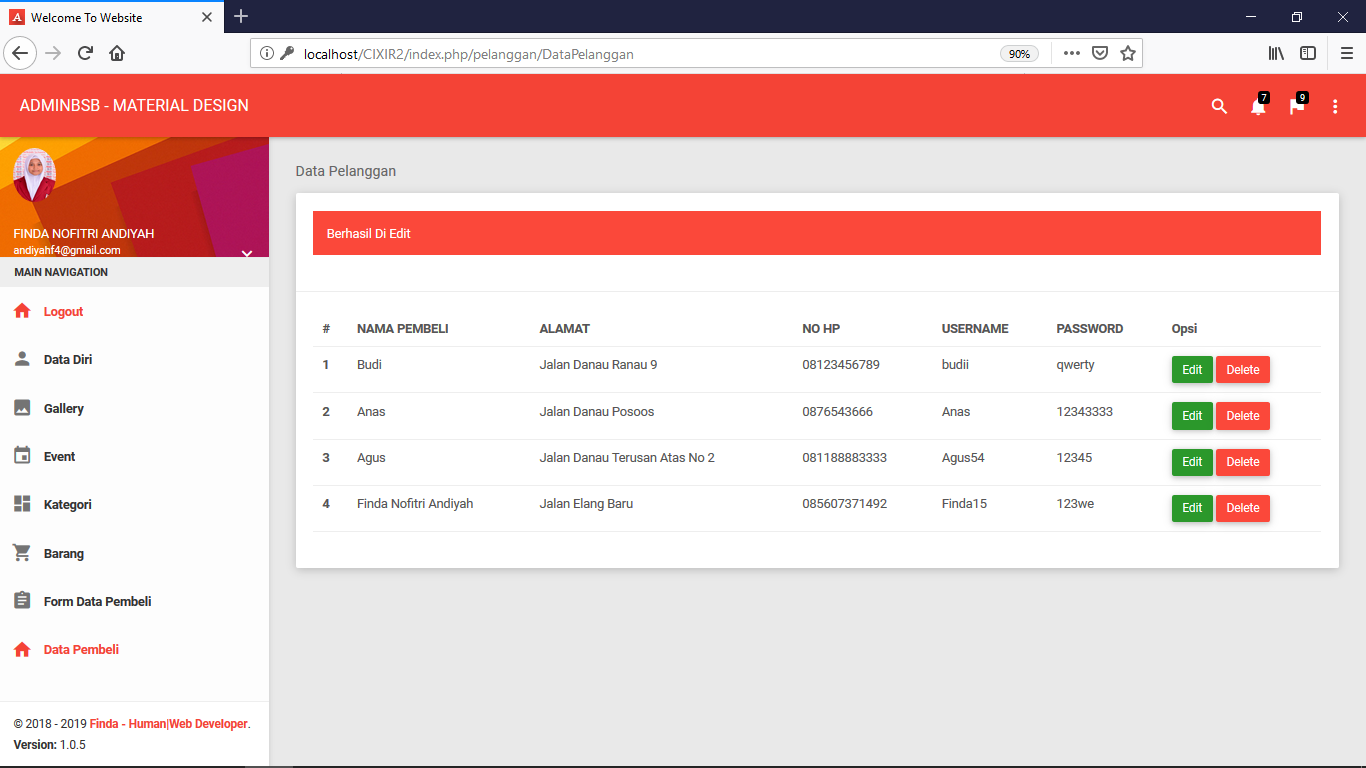 Welcome To Website
localhost/CIXIR2/index.php/pelanggan/DataPelanggan
90%
ADMINBSB - MATERIAL DESIGN
7
9
FINDA NOFITRI ANDIYAH
andiyahf4@gmail.com
MAIN NAVIGATION
Logout
Data Diri
Gallery
Event
Kategori
Barang
Form Data Pembeli
Data Pembeli
© 2018 - 2019 Finda - Human|Web Developer.
Version: 1.0.5
Data Pelanggan
Berhasil Di Edit
# NAMA PEMBELI ALAMAT NO HP USERNAME PASSWORD Opsi
1 Budi Jalan Danau Ranau 9 08123456789 budii qwerty Edit Delete
2 Anas Jalan Danau Posoos 0876543666 Anas 12343333 Edit Delete
3 Agus Jalan Danau Terusan Atas No 2 081188883333 Agus54 12345 Edit Delete
4 Finda Nofitri Andiyah Jalan Elang Baru 085607371492 Finda15 123we Edit Delete